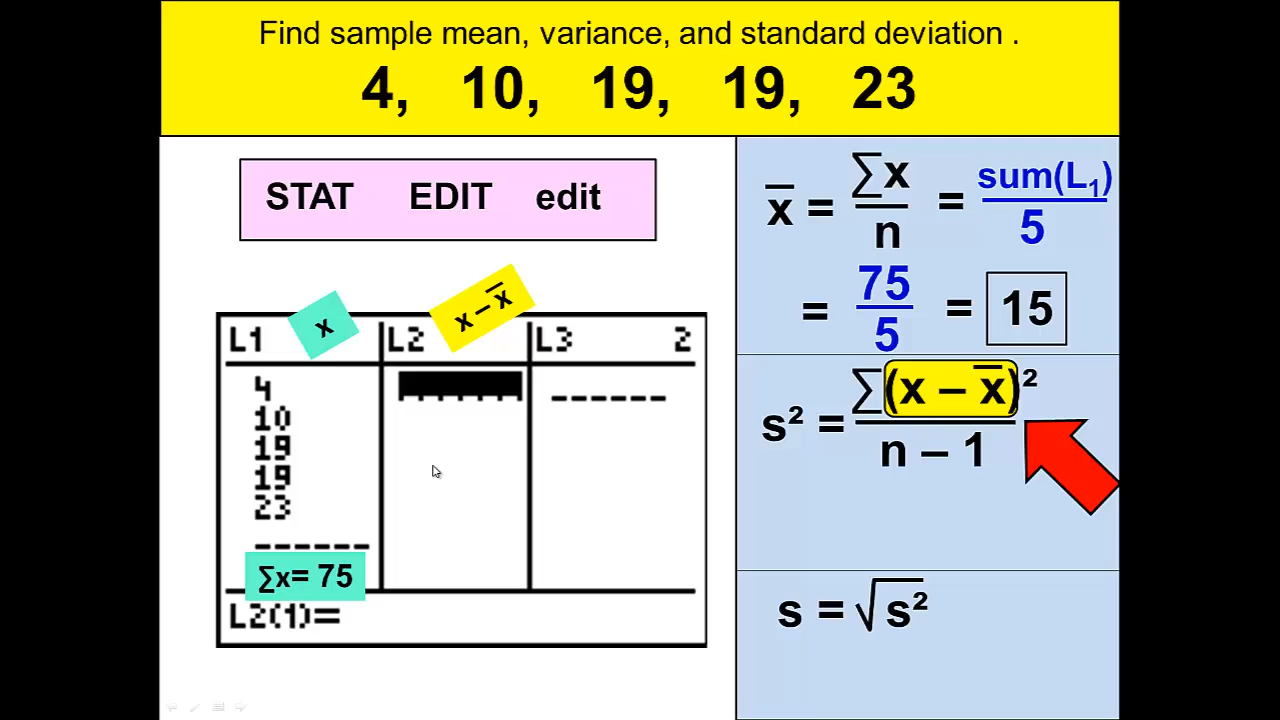 Find sample mean, variance, and standard deviation .
4, 10, 19, 19, 23
STAT EDIT edit
x
x – x̅
L1 L2 L3 2
4
10
19
19
23
------
------
∑x= 75
L2(1)=
x̅ = ∑x / n = sum(L₁) / 5
= 75 / 5 = 15
s² = ∑(x – x̅)² / n – 1
s = √s²